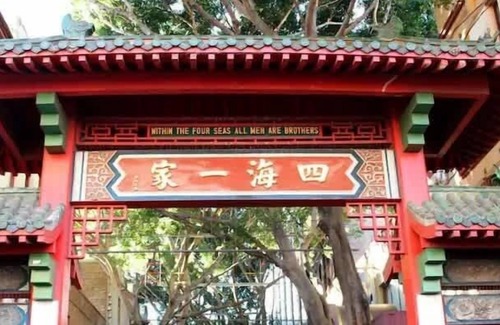 WITHIN THE FOUR SEAS ALL MEN ARE BROTHERS
四海一家